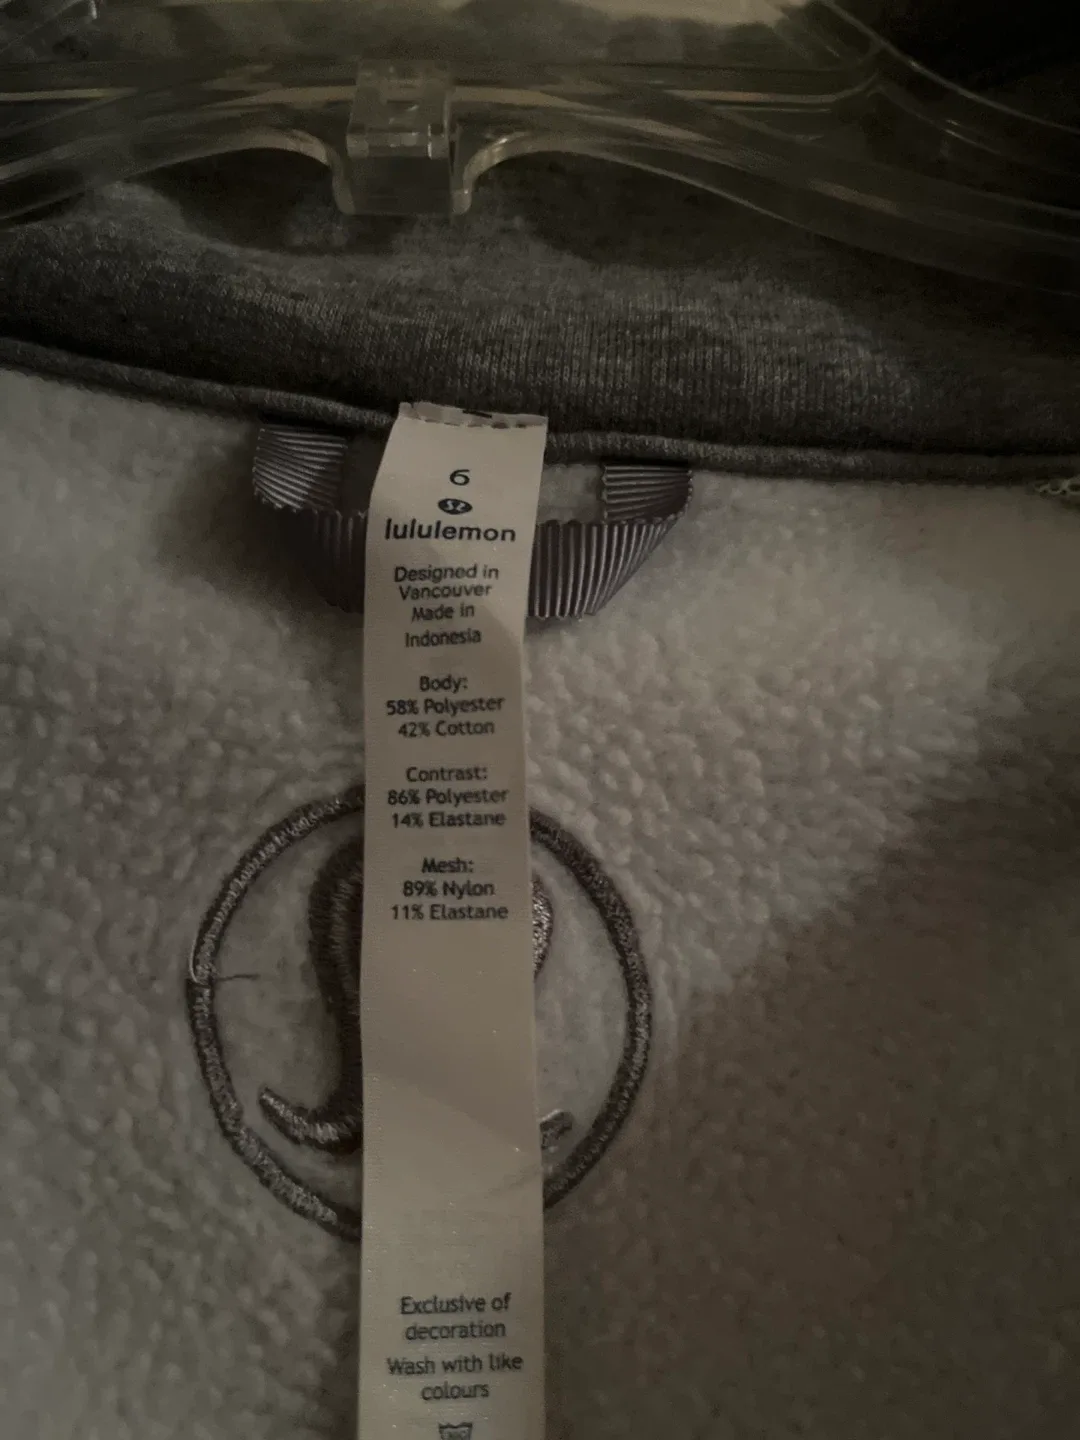 6
SZ
lululemon
Designed in
Vancouver
Made in
Indonesia
Body:
58% Polyester
42% Cotton
Contrast:
86% Polyester
14% Elastane
Mesh:
89% Nylon
11% Elastane
Exclusive of
decoration
Wash with like
colours